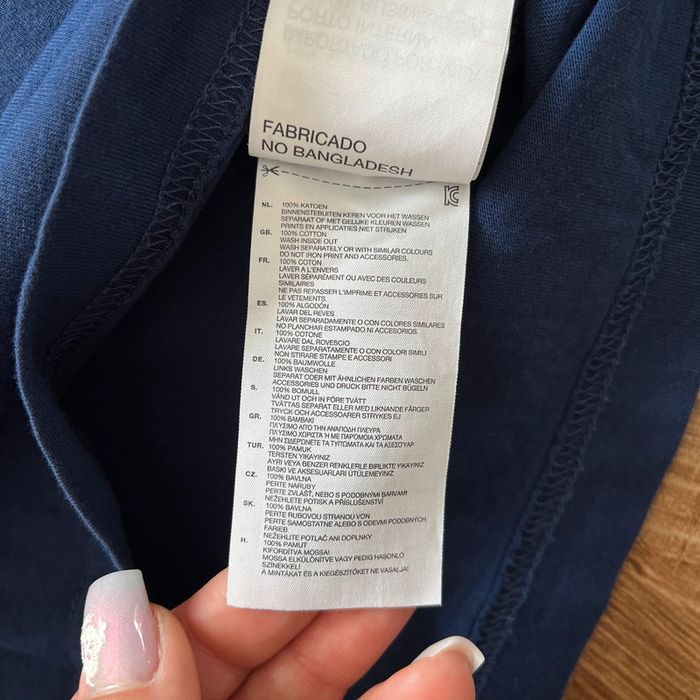 FABRICADO
NO BANGLADESH
NL. 100% KATOEN
BINNENSTEBUITEN KEREN VOOR HET WASSEN
SEPARAAT OF MET GELIJKE KLEUREN WASSEN
PRINTS EN APPLICATIES NIET STRIJKEN
GB. 100% COTTON
WASH INSIDE OUT
WASH SEPARATELY OR WITH SIMILAR COLOURS
DO NOT IRON PRINT AND ACCESSORIES.
FR. 100% COTON
LAVER A L'ENVERS
LAVER SÉPARÉMENT OU AVEC DES COULEURS
SIMILAIRES
NE PAS REPASSER L'IMPRIME ET ACCESSORIES SUR
LE VETEMENTS.
ES. 100% ALGODÓN
LAVAR DEL REVES
LAVAR SEPARADAMENTE O CON COLORES SIMILARES
NO PLANCHAR ESTAMPADO NI ACCESORIOS.
IT. 100% COTONE
LAVARE DAL ROVESCIO
LAVARE SEPARATAMENTE O CON COLORI SIMILI
NON STIRARE STAMPE E ACCESSORI
DE. 100% BAUMWOLLE
LINKS WASCHEN
SEPARAT ODER MIT ÄHNLICHEN FARBEN WASCHEN
ACCESSORIES UND DRUCK BITTE NICHT BÜGELN
S. 100% BOMULL
VÄND UT OCH IN FÖRE TVÄTT
TVÄTTAS SEPARAT ELLER MED LIKNANDE FÄRGER
TRYCK OCH ACCESSOARER STRYKES EJ
GR. 100% BAMBAKI
ΠΛΥΣΙΜΟ ΑΠΟ ΤΗΝ ΑΝΑΠΟΔΗ ΠΛΕΥΡΑ
ΠΛΥΣΙΜΟ ΧΩΡΙΣΤΑ Ή ΜΕ ΠΑΡΟΜΟΙΑ ΧΡΩΜΑΤΑ
ΜΗΝ ΣΙΔΕΡΩΝΕΤΕ ΤΑ ΤΥΠΩΜΑΤΑ ΚΑΙ ΤΑ ΑΞΕΣΟΥΑΡ
TUR. 100% PAMUK
TERSTEN YIKAYINIZ
AYRI VEYA BENZER RENKLERLE BIRLIKTE YIKAYINIZ
BASKI VE AKSESUARLARI ÜTÜLEMEYINIZ
CZ. 100% BAVLNA
PERTE NARUBY
PERTE ZVLÁŠŤ, NEBO S PODOBNÝMI BARVAMI
NEŽEHLETE POTISK A PŘÍSLUŠENSTVÍ
SK. 100% BAVLNA
PERTE RUBOVOU STRANOU VON
PERTE SAMOSTATNE ALEBO S ODEVMI PODOBNÝCH
FARIEB
NEŽEHLITE POTLAČ ANI DOPLNKY
H. 100% PAMUT
KIFORDÍTVA MOSSA!
MOSSA ELKÜLÖNÍTVE VAGY PEDIG HASONLÓ
SZÍNEKKEL!
A MINTÁKAT ÉS A KIEGÉSZÍTŐKET NE VASALJA!